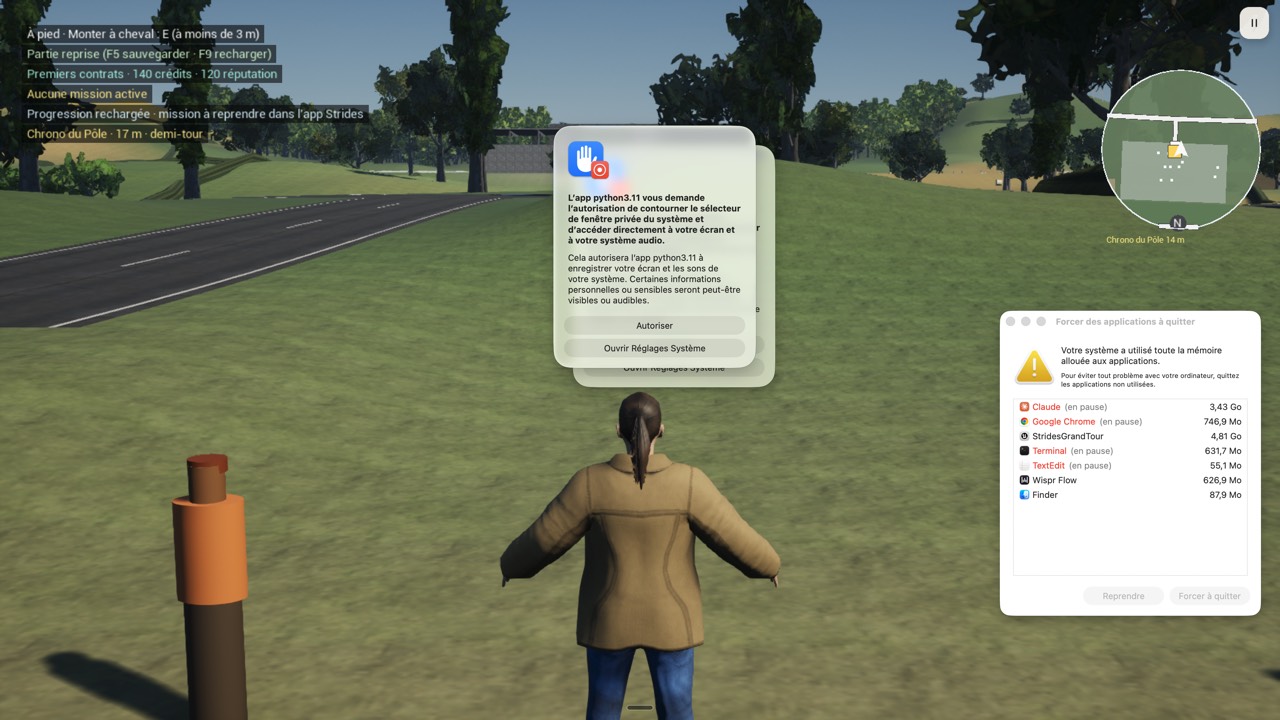 À pied · Monter à cheval : E (à moins de 3 m)
Partie reprise (F5 sauvegarder · F9 recharger)
Premiers contrats · 140 crédits · 120 réputation
Aucune mission active
Progression rechargée · mission à reprendre dans l'app Strides
Chrono du Pôle · 17 m · demi-tour
L'app python3.11 vous demande
l'autorisation de contourner le sélecteur
de fenêtre privée du système et
d'accéder directement à votre écran et
à votre système audio.
Cela autorisera l'app python3.11 à
enregistrer votre écran et les sons de
votre système. Certaines informations
personnelles ou sensibles seront peut-être
visibles ou audibles.
Autoriser
Ouvrir Réglages Système
Ouvrir Réglages Système
N
Chrono du Pôle 14 m
Forcer des applications à quitter
Votre système a utilisé toute la mémoire
allouée aux applications.
Pour éviter tout problème avec votre ordinateur, quittez
les applications non utilisées.
Claude (en pause) 3,43 Go
Google Chrome (en pause) 746,9 Mo
StridesGrandTour 4,81 Go
Terminal (en pause) 631,7 Mo
TextEdit (en pause) 55,1 Mo
Wispr Flow 626,9 Mo
Finder 87,9 Mo
Reprendre Forcer à quitter